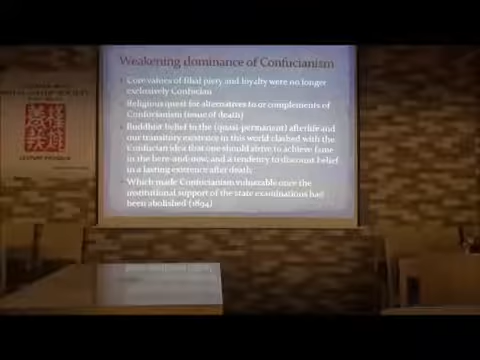 Weakening dominance of Confucianism
Core values of filial piety and loyalty were no longer
exclusively Confucian
Religious quest for alternatives to or complements of
Confucianism (issue of death)
Buddhist belief in the (quasi-permanent) afterlife and
our transitory existence in this world clashed with the
Confucian idea that one should strive to achieve fame
in the here-and-now, and a tendency to discount belief
in a lasting existence after death
Which made Confucianism vulnerable once the
institutional support of the state examinations had
been abolished (1894)